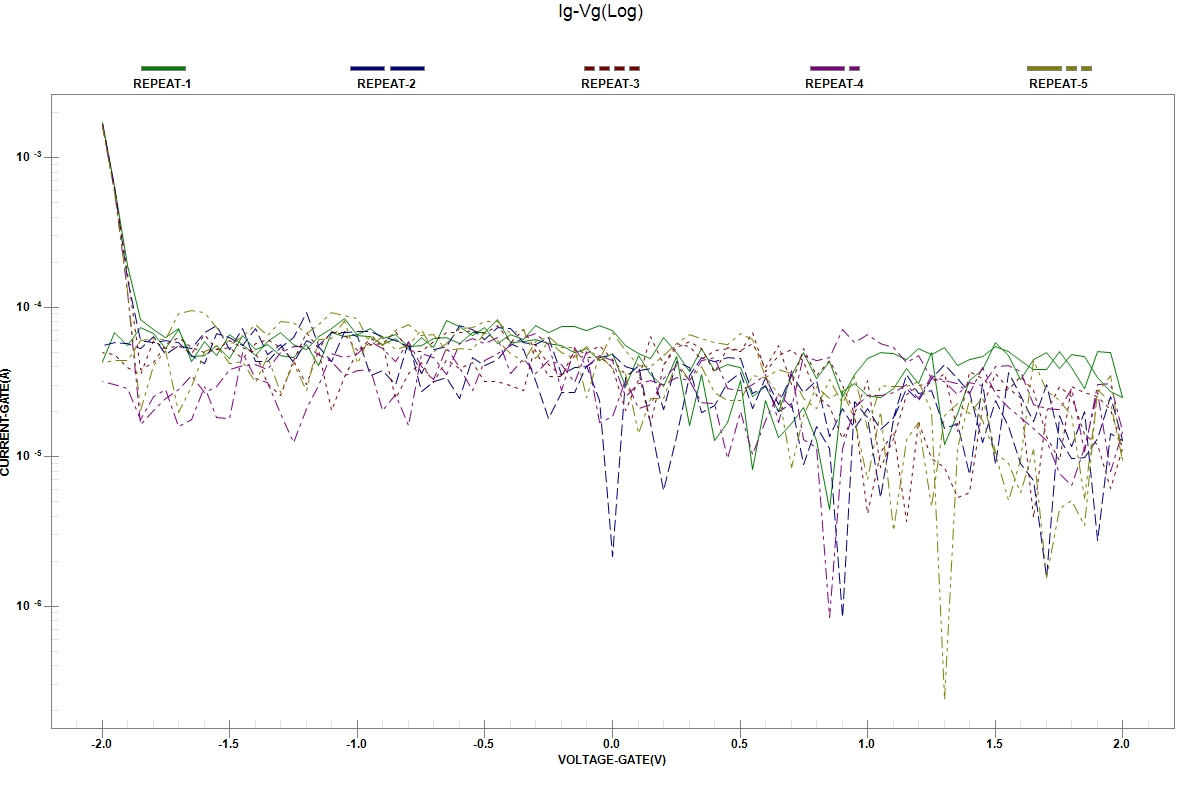 Ig-Vg(Log)
REPEAT-1 REPEAT-2 REPEAT-3 REPEAT-4 REPEAT-5
CURRENT-GATE(A)
10 -3
10 -4
10 -5
10 -6
-2.0 -1.5 -1.0 -0.5 0.0 0.5 1.0 1.5 2.0
VOLTAGE-GATE(V)